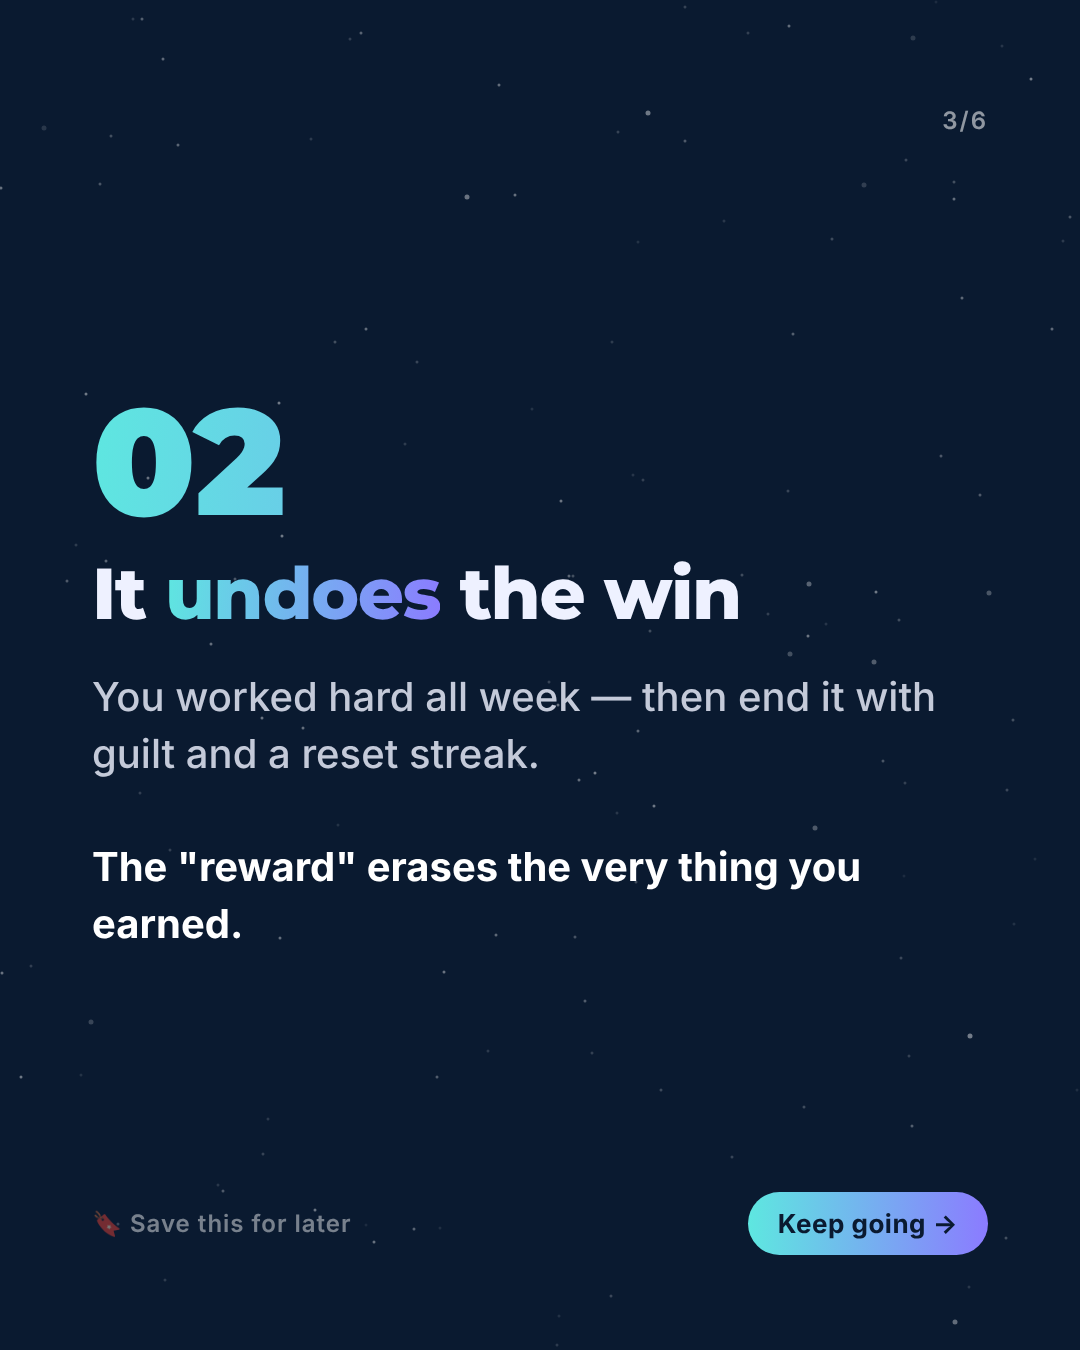 3/6
02
It undoes the win
You worked hard all week — then end it with
guilt and a reset streak.
The "reward" erases the very thing you
earned.
🔖 Save this for later
Keep going →